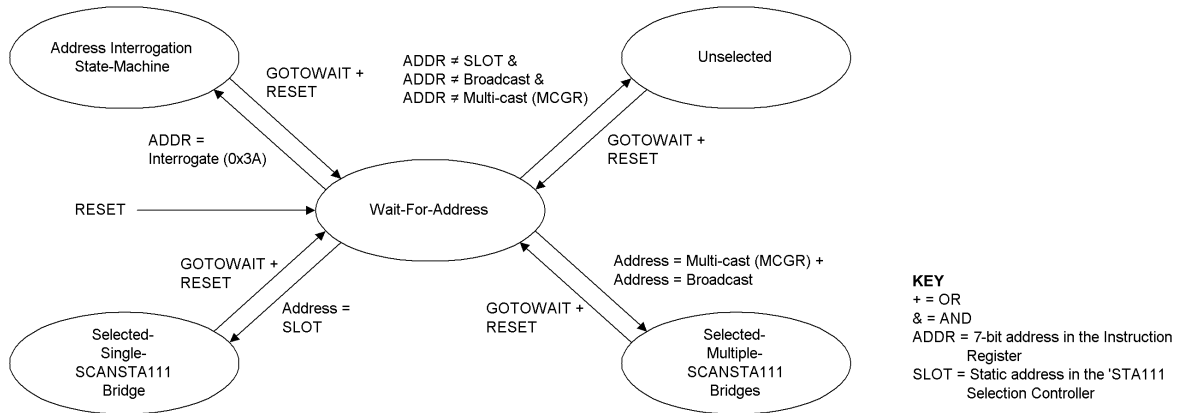 Address Interrogation
State-Machine
GOTOWAIT +
RESET
ADDR ≠ SLOT &
ADDR ≠ Broadcast &
ADDR ≠ Multi-cast (MCGR)
Unselected
ADDR =
Interrogate (0x3A)
GOTOWAIT +
RESET
RESET
Wait-For-Address
GOTOWAIT +
RESET
Address =
SLOT
Address = Multi-cast (MCGR) +
Address = Broadcast
GOTOWAIT +
RESET
Selected-
Single-
SCANSTA111
Bridge
Selected-
Multiple-
SCANSTA111
Bridges
KEY
+ = OR
& = AND
ADDR = 7-bit address in the Instruction
Register
SLOT = Static address in the 'STA111
Selection Controller